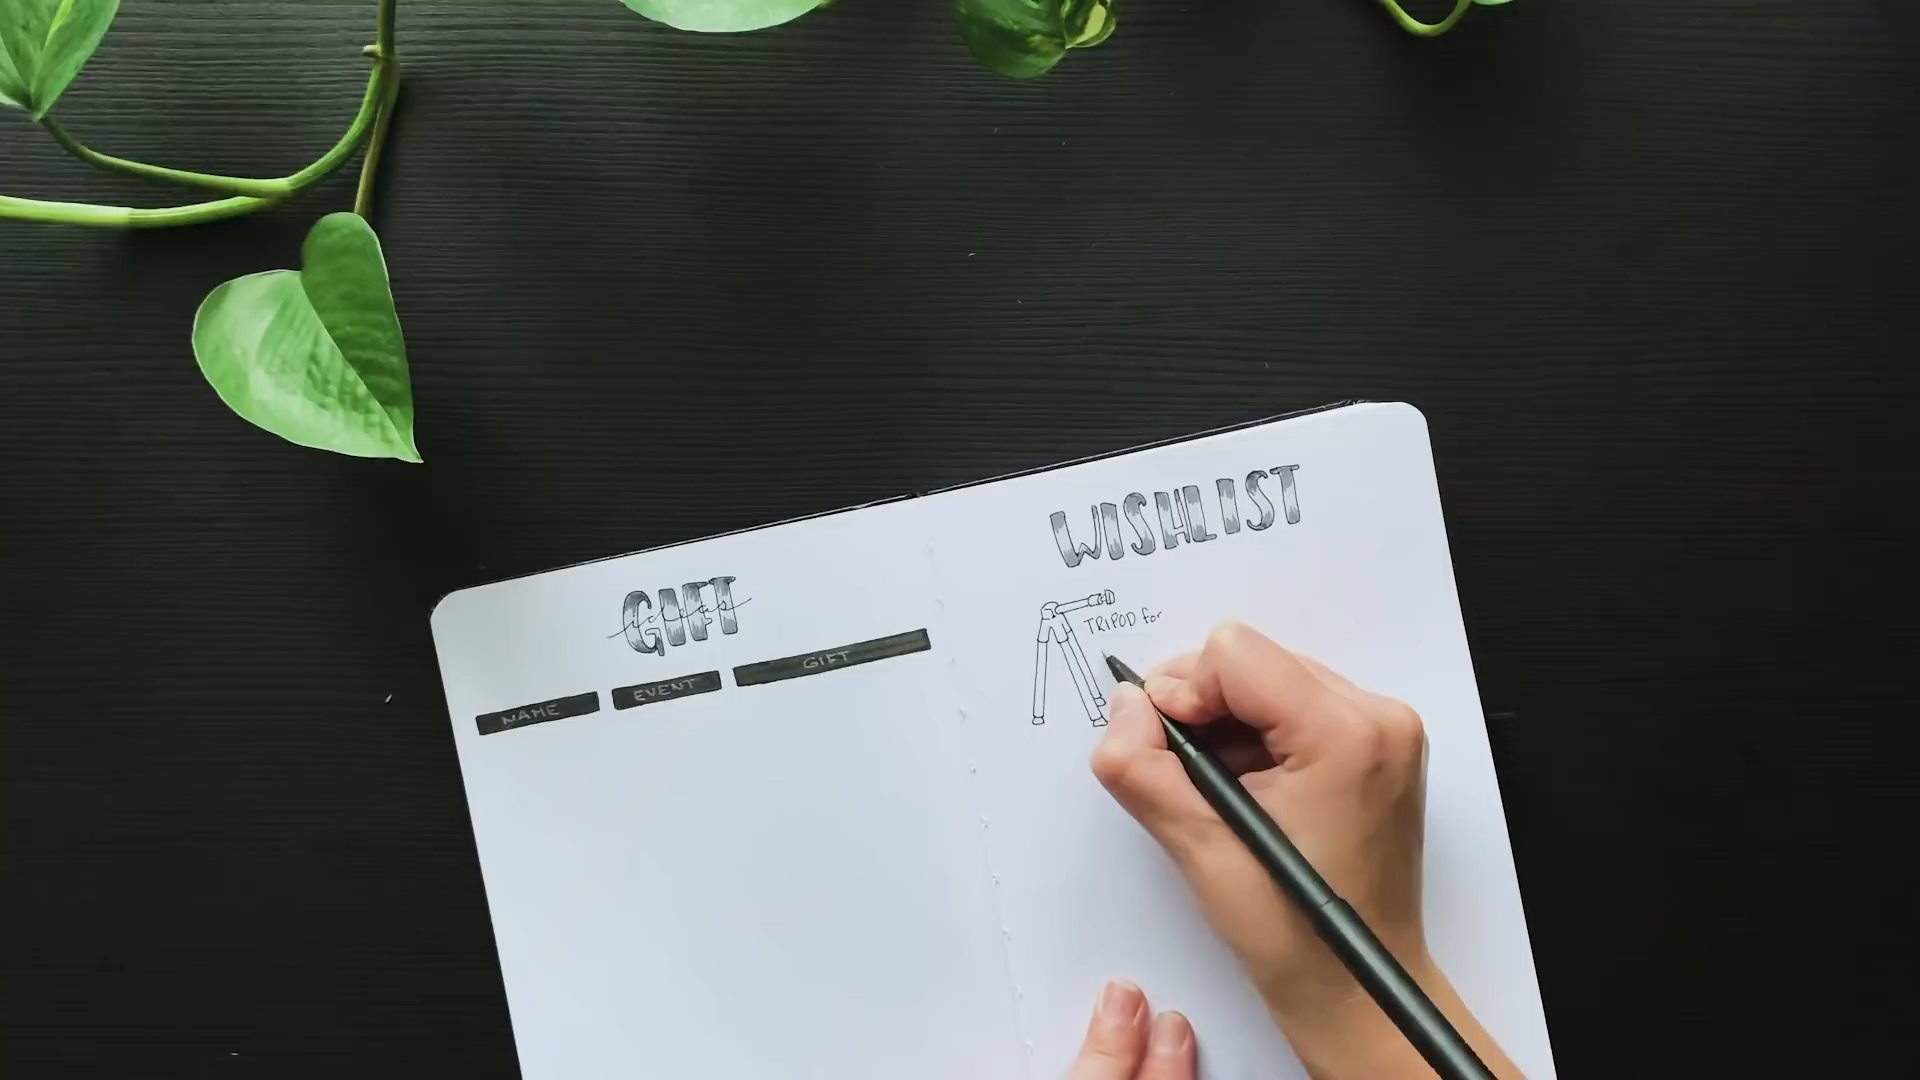 GIFT
ideas
NAME EVENT GIFT
WISHLIST
TRIPOD for